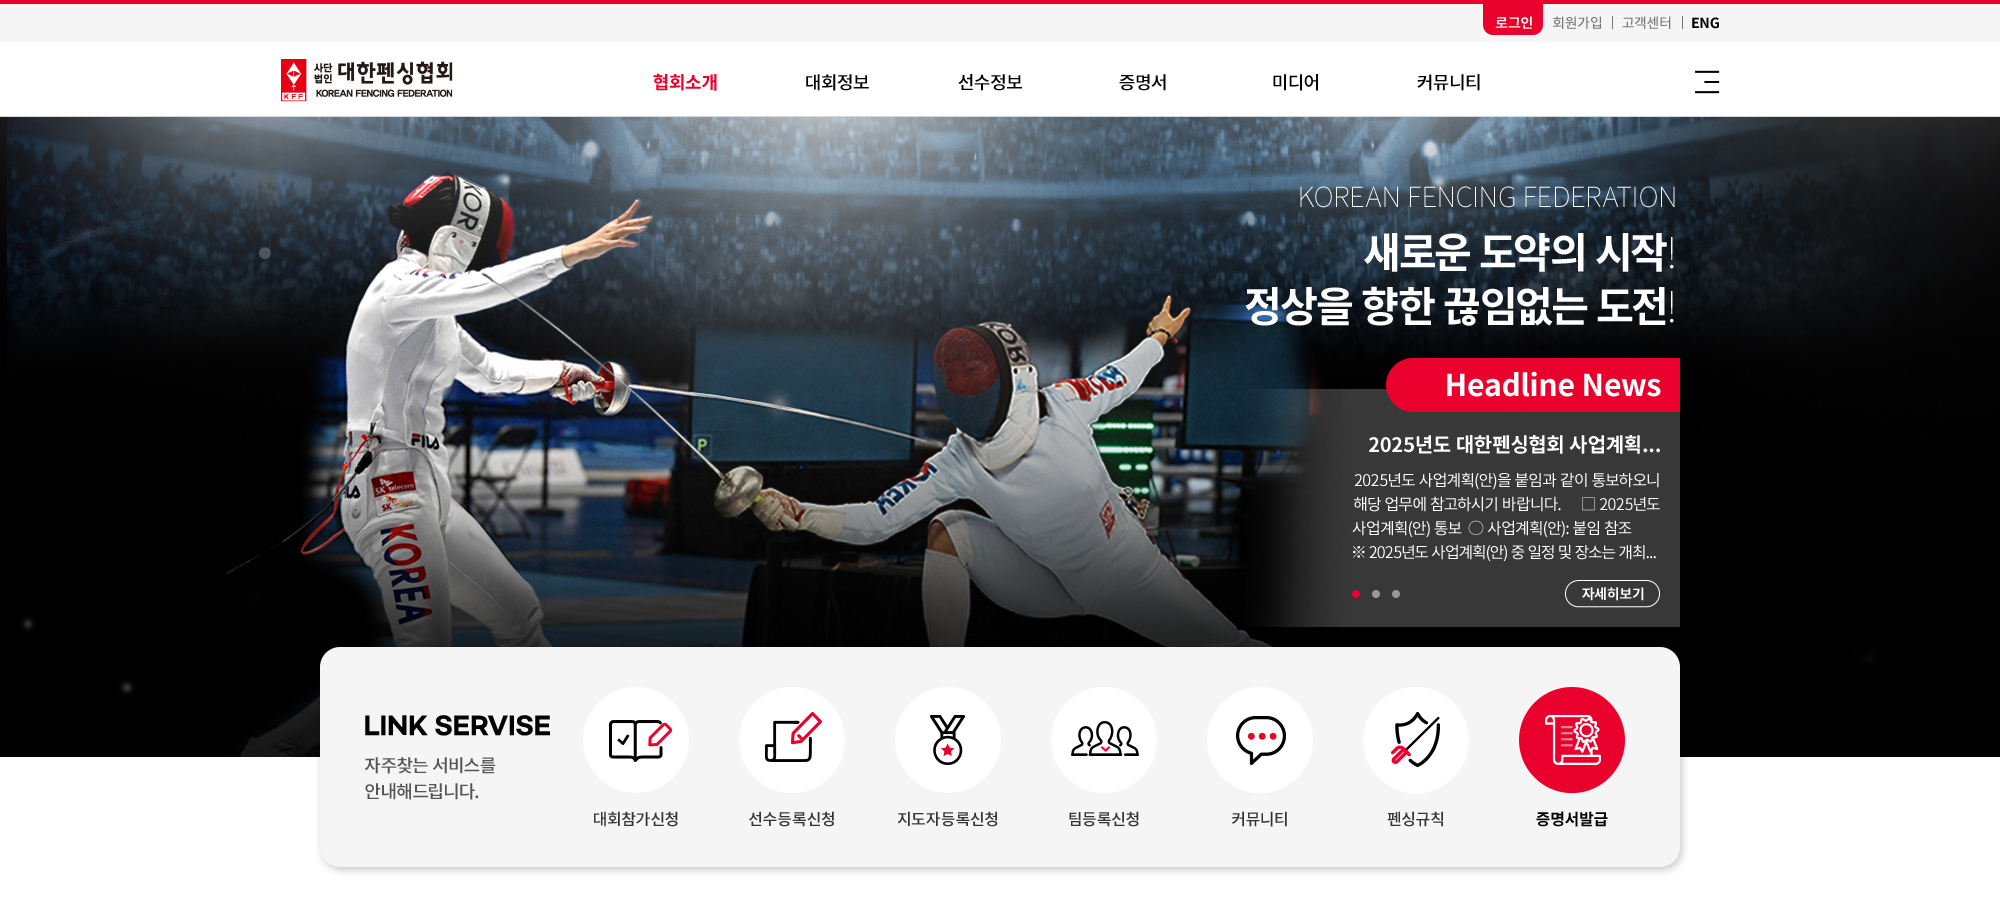 로그인 회원가입 | 고객센터 | ENG
사단법인 대한펜싱협회
KFF
KOREAN FENCING FEDERATION
협회소개 대회정보 선수정보 증명서 미디어 커뮤니티
KOREAN FENCING FEDERATION
새로운 도약의 시작!
정상을 향한 끊임없는 도전!
KOR
KOR
Headline News
P
FILA
2025년도 대한펜싱협회 사업계획...
SK telecom
KOREA
2025년도 사업계획(안)을 붙임과 같이 통보하오니
해당 업무에 참고하시기 바랍니다. □ 2025년도
사업계획(안) 통보 ○ 사업계획(안): 붙임 참조
※ 2025년도 사업계획(안) 중 일정 및 장소는 개최...
KOREA
자세히보기
LINK SERVISE
자주찾는 서비스를
안내해드립니다.
대회참가신청 선수등록신청 지도자등록신청 팀등록신청 커뮤니티 펜싱규칙 증명서발급